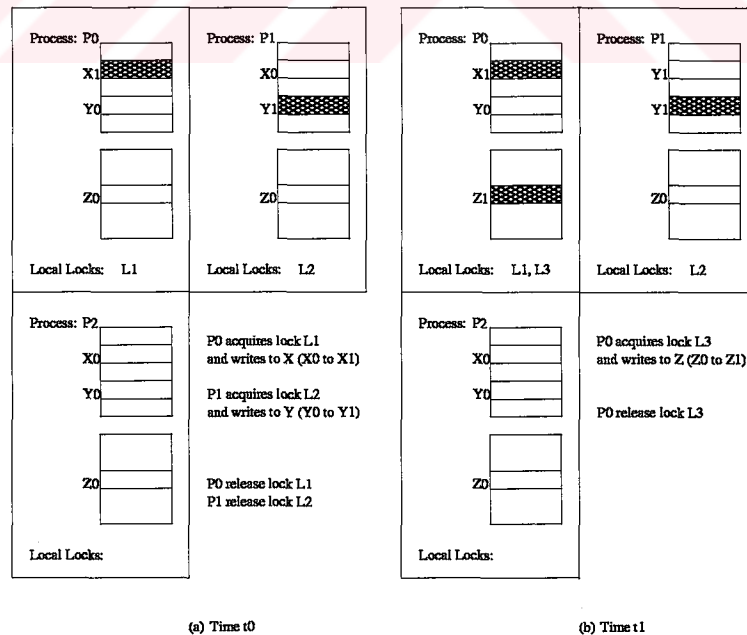 Process: P0
X1
Y0
Z0
Local Locks: L1
P1
X0
Y1
Z0
Local Locks: L2
Process: P2
X0
Y0
Z0
Local Locks:
P0 acquires lock L1
and writes to X (X0 to X1)
P1 acquires lock L2
and writes to Y (Y0 to Y1)
P0 release lock L1
P1 release lock L2
(a) Time t0
Process: P0
X1
Y0
Z1
Local Locks: L1, L3
P1
Y1
Y1
Z0
Local Locks: L2
Process: P2
X0
Y0
Z0
Local Locks:
P0 acquires lock L3
and writes to Z (Z0 to Z1)
P0 release lock L3
(b) Time t1